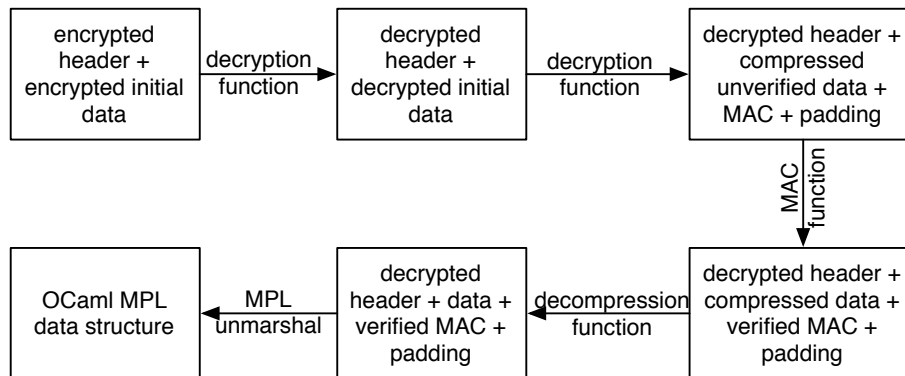 encrypted
header +
encrypted initial
data
decryption
function
decrypted
header +
decrypted initial
data
decryption
function
decrypted header +
compressed
unverified data +
MAC + padding
MAC
function
decrypted header +
compressed data +
verified MAC +
padding
decompression
function
decrypted
header + data +
verified MAC +
padding
MPL
unmarshal
OCaml MPL
data structure